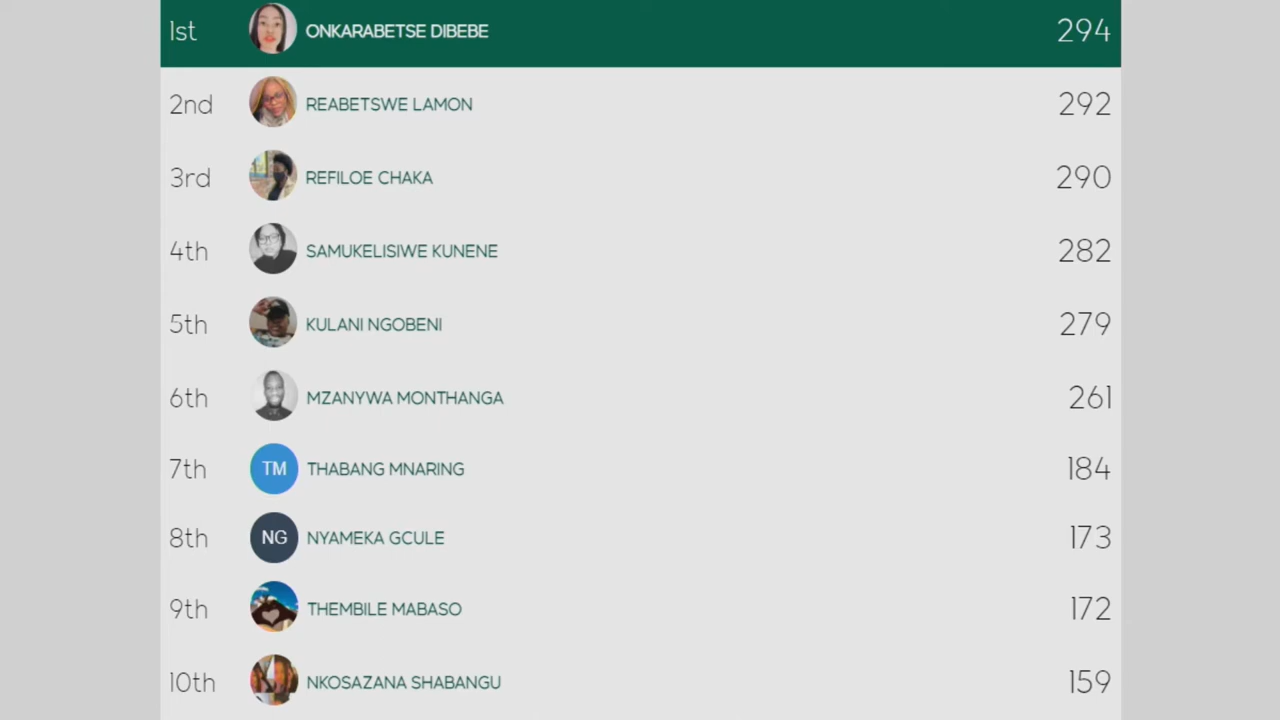 1st ONKARABETSE DIBEBE 294
2nd REABETSWE LAMON 292
3rd REFILOE CHAKA 290
4th SAMUKELISIWE KUNENE 282
5th KULANI NGOBENI 279
6th MZANYWA MONTHANGA 261
7th TM THABANG MNARING 184
8th NG NYAMEKA GCULE 173
9th THEMBILE MABASO 172
10th NKOSAZANA SHABANGU 159